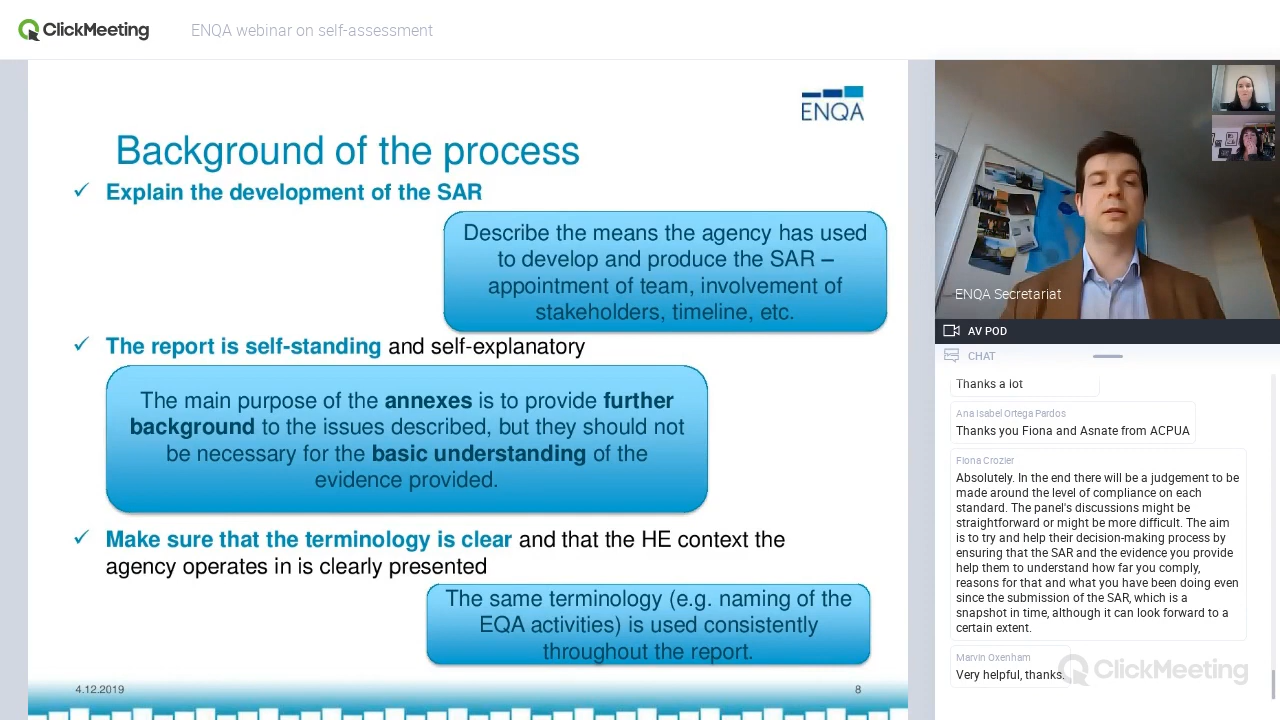 ClickMeeting
ENQA webinar on self-assessment
ENQA
Background of the process
✓ Explain the development of the SAR
Describe the means the agency has used
to develop and produce the SAR –
appointment of team, involvement of
stakeholders, timeline, etc.
✓ The report is self-standing and self-explanatory
The main purpose of the annexes is to provide further
background to the issues described, but they should not
be necessary for the basic understanding of the
evidence provided.
✓ Make sure that the terminology is clear and that the HE context the
agency operates in is clearly presented
The same terminology (e.g. naming of the
EQA activities) is used consistently
throughout the report.
4.12.2019
8
ENQA Secretariat
AV POD
CHAT
Thanks a lot
Ana Isabel Ortega Pardos
Thanks you Fiona and Asnate from ACPUA
Fiona Crozier
Absolutely. In the end there will be a judgement to be
made around the level of compliance on each
standard. The panel's discussions might be
straightforward or might be more difficult. The aim
is to try and help their decision-making process by
ensuring that the SAR and the evidence you provide
help them to understand how far you comply,
reasons for that and what you have been doing even
since the submission of the SAR, which is a
snapshot in time, although it can look forward to a
certain extent.
Marvin Oxenham
Very helpful, thanks.
ClickMeeting